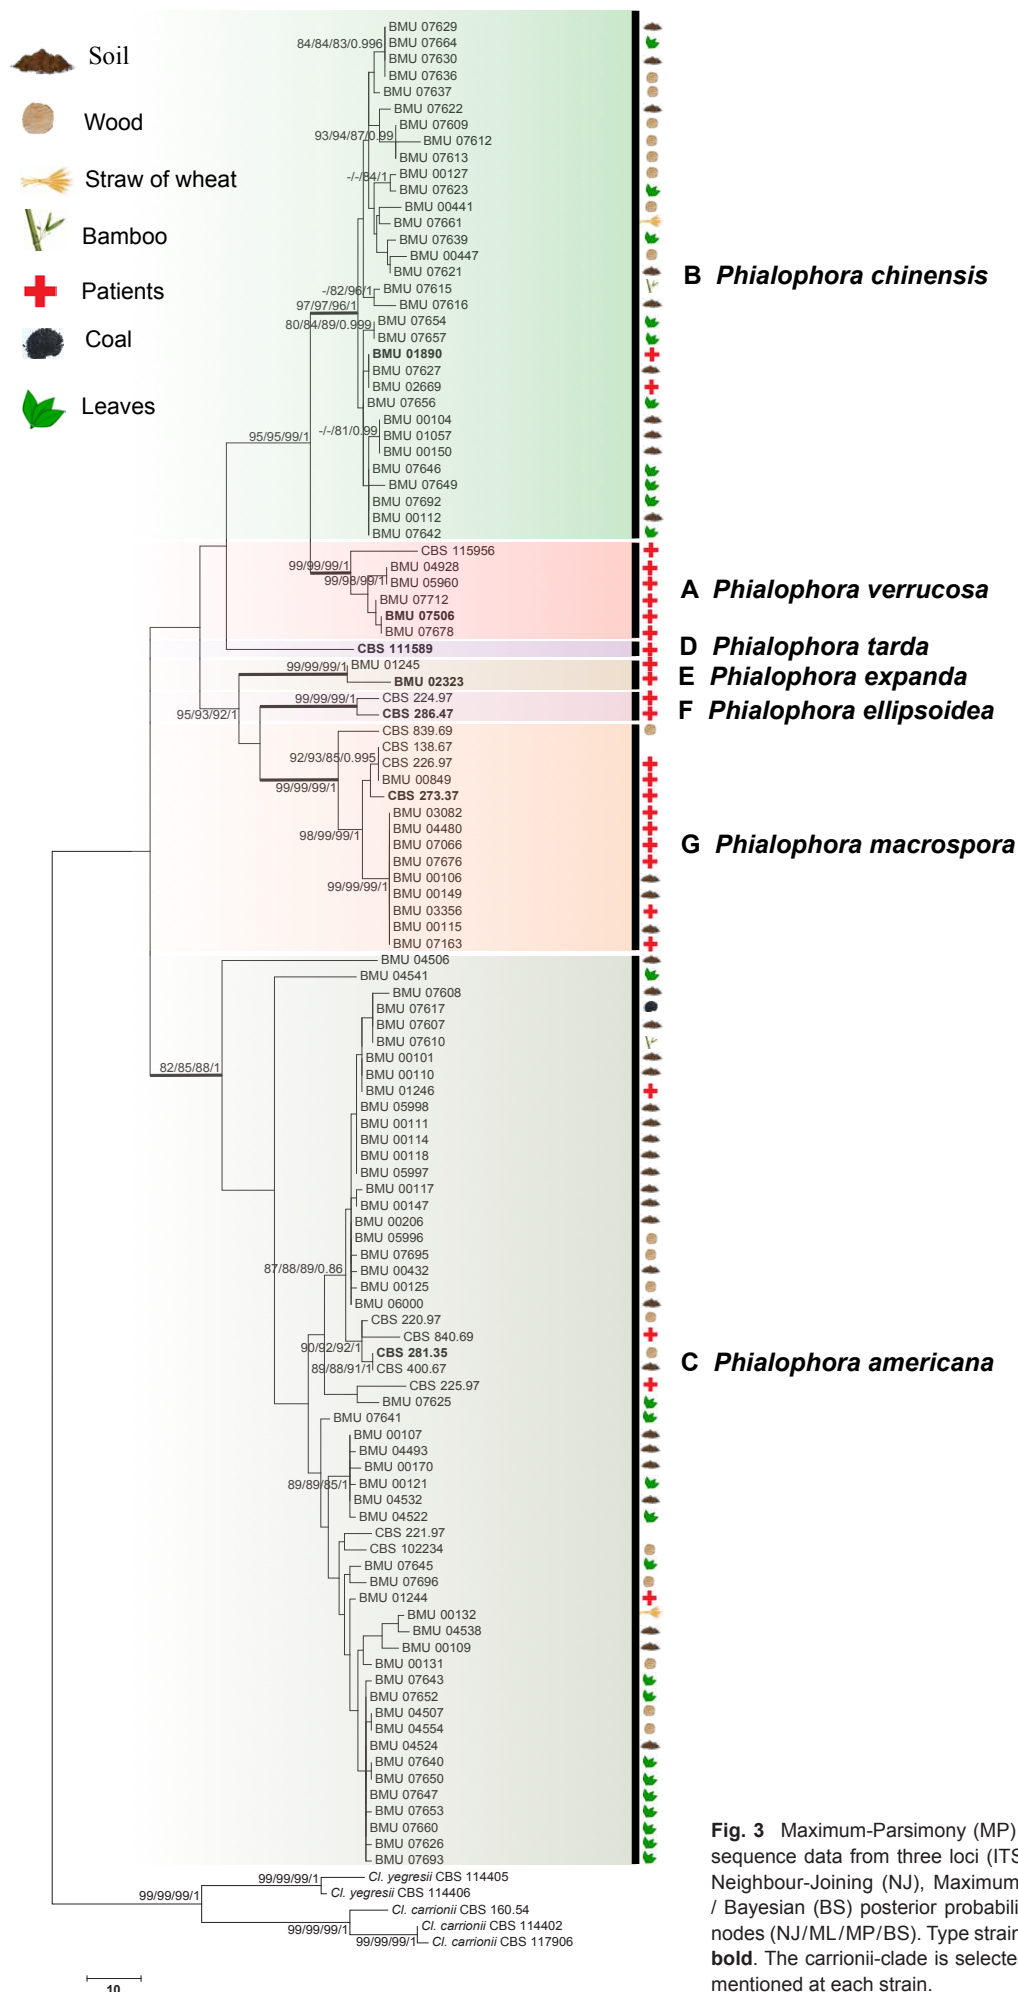 Soil
Wood
Straw of wheat
Bamboo
Patients
Coal
Leaves
BMU 07629
84/84/83/0.996 BMU 07664
BMU 07630
BMU 07636
BMU 07637
BMU 07622
BMU 07609
93/94/87/0.99 BMU 07612
BMU 07613
BMU 00127
-/-/84/1
BMU 07623
BMU 00441
BMU 07661
BMU 07639
BMU 00447
BMU 07621
B Phialophora chinensis
-/82/96/1 BMU 07615
97/97/96/1 BMU 07616
80/84/89/0.999 BMU 07654
BMU 07657
BMU 01890
BMU 07627
BMU 02669
BMU 07656
BMU 00104
95/95/99/1 -/-/81/0.99 BMU 01057
BMU 00150
BMU 07646
BMU 07649
BMU 07692
BMU 00112
BMU 07642
CBS 115956
99/99/99/1 BMU 04928
99/98/99/1 BMU 05960
A Phialophora verrucosa
BMU 07712
BMU 07506
BMU 07678
CBS 111589
D Phialophora tarda
99/99/99/1 BMU 01245
BMU 02323
E Phialophora expanda
99/99/99/1 CBS 224.97
95/93/92/1 CBS 286.47
F Phialophora ellipsoidea
CBS 839.69
CBS 138.67
92/93/85/0.995 CBS 226.97
BMU 00849
99/99/99/1 CBS 273.37
BMU 03082
98/99/99/1 BMU 04480
BMU 07066
G Phialophora macrospora
BMU 07676
99/99/99/1 BMU 00106
BMU 00149
BMU 03356
BMU 00115
BMU 07163
BMU 04506
BMU 04541
BMU 07608
BMU 07617
BMU 07607
BMU 07610
BMU 00101
82/85/88/1 BMU 00110
BMU 01246
BMU 05998
BMU 00111
BMU 00114
BMU 00118
BMU 05997
BMU 00117
BMU 00147
BMU 00206
BMU 05996
BMU 07695
87/88/89/0.86 BMU 00432
BMU 00125
BMU 06000
CBS 220.97
CBS 840.69
90/92/92/1 CBS 281.35
89/88/91/1 CBS 400.67
C Phialophora americana
CBS 225.97
BMU 07625
BMU 07641
BMU 00107
BMU 04493
BMU 00170
89/89/85/1 BMU 00121
BMU 04532
BMU 04522
CBS 221.97
CBS 102234
BMU 07645
BMU 07696
BMU 01244
BMU 00132
BMU 04538
BMU 00109
BMU 00131
BMU 07643
BMU 07652
BMU 04507
BMU 04554
BMU 04524
BMU 07640
BMU 07650
BMU 07647
BMU 07653
BMU 07660
BMU 07626
BMU 07693
99/99/99/1 Cl. yegresii CBS 114405
99/99/99/1 Cl. yegresii CBS 114406
Cl. carrionii CBS 160.54
99/99/99/1 Cl. carrionii CBS 114402
99/99/99/1 Cl. carrionii CBS 117906
10
Fig. 3 Maximum-Parsimony (MP)
sequence data from three loci (ITS
Neighbour-Joining (NJ), Maximum
/ Bayesian (BS) posterior probabili
nodes (NJ/ML/MP/BS). Type strain
bold. The carrionii-clade is selecte
mentioned at each strain.